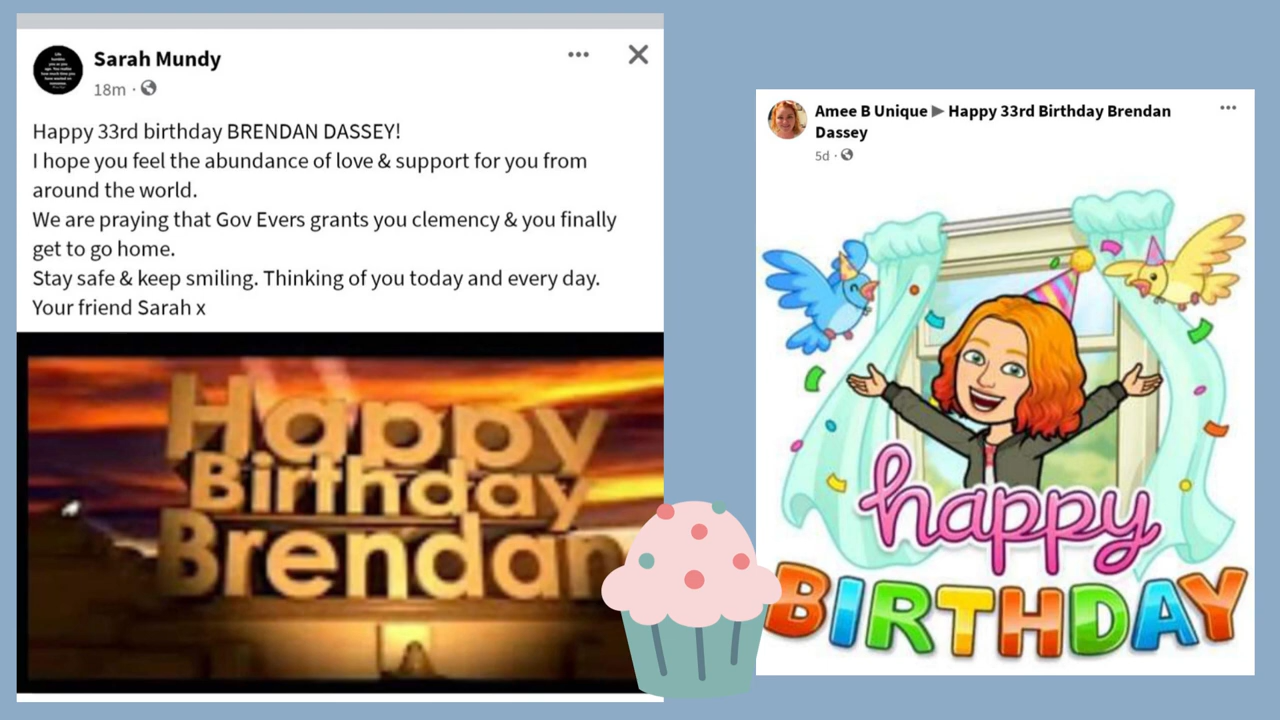 Sarah Mundy
18m
Happy 33rd birthday BRENDAN DASSEY!
I hope you feel the abundance of love & support for you from
around the world.
We are praying that Gov Evers grants you clemency & you finally
get to go home.
Stay safe & keep smiling. Thinking of you today and every day.
Your friend Sarah x
Happy
Birthday
Brendan
Amee B Unique ▶ Happy 33rd Birthday Brendan
Dassey
5d
happy
BIRTHDAY